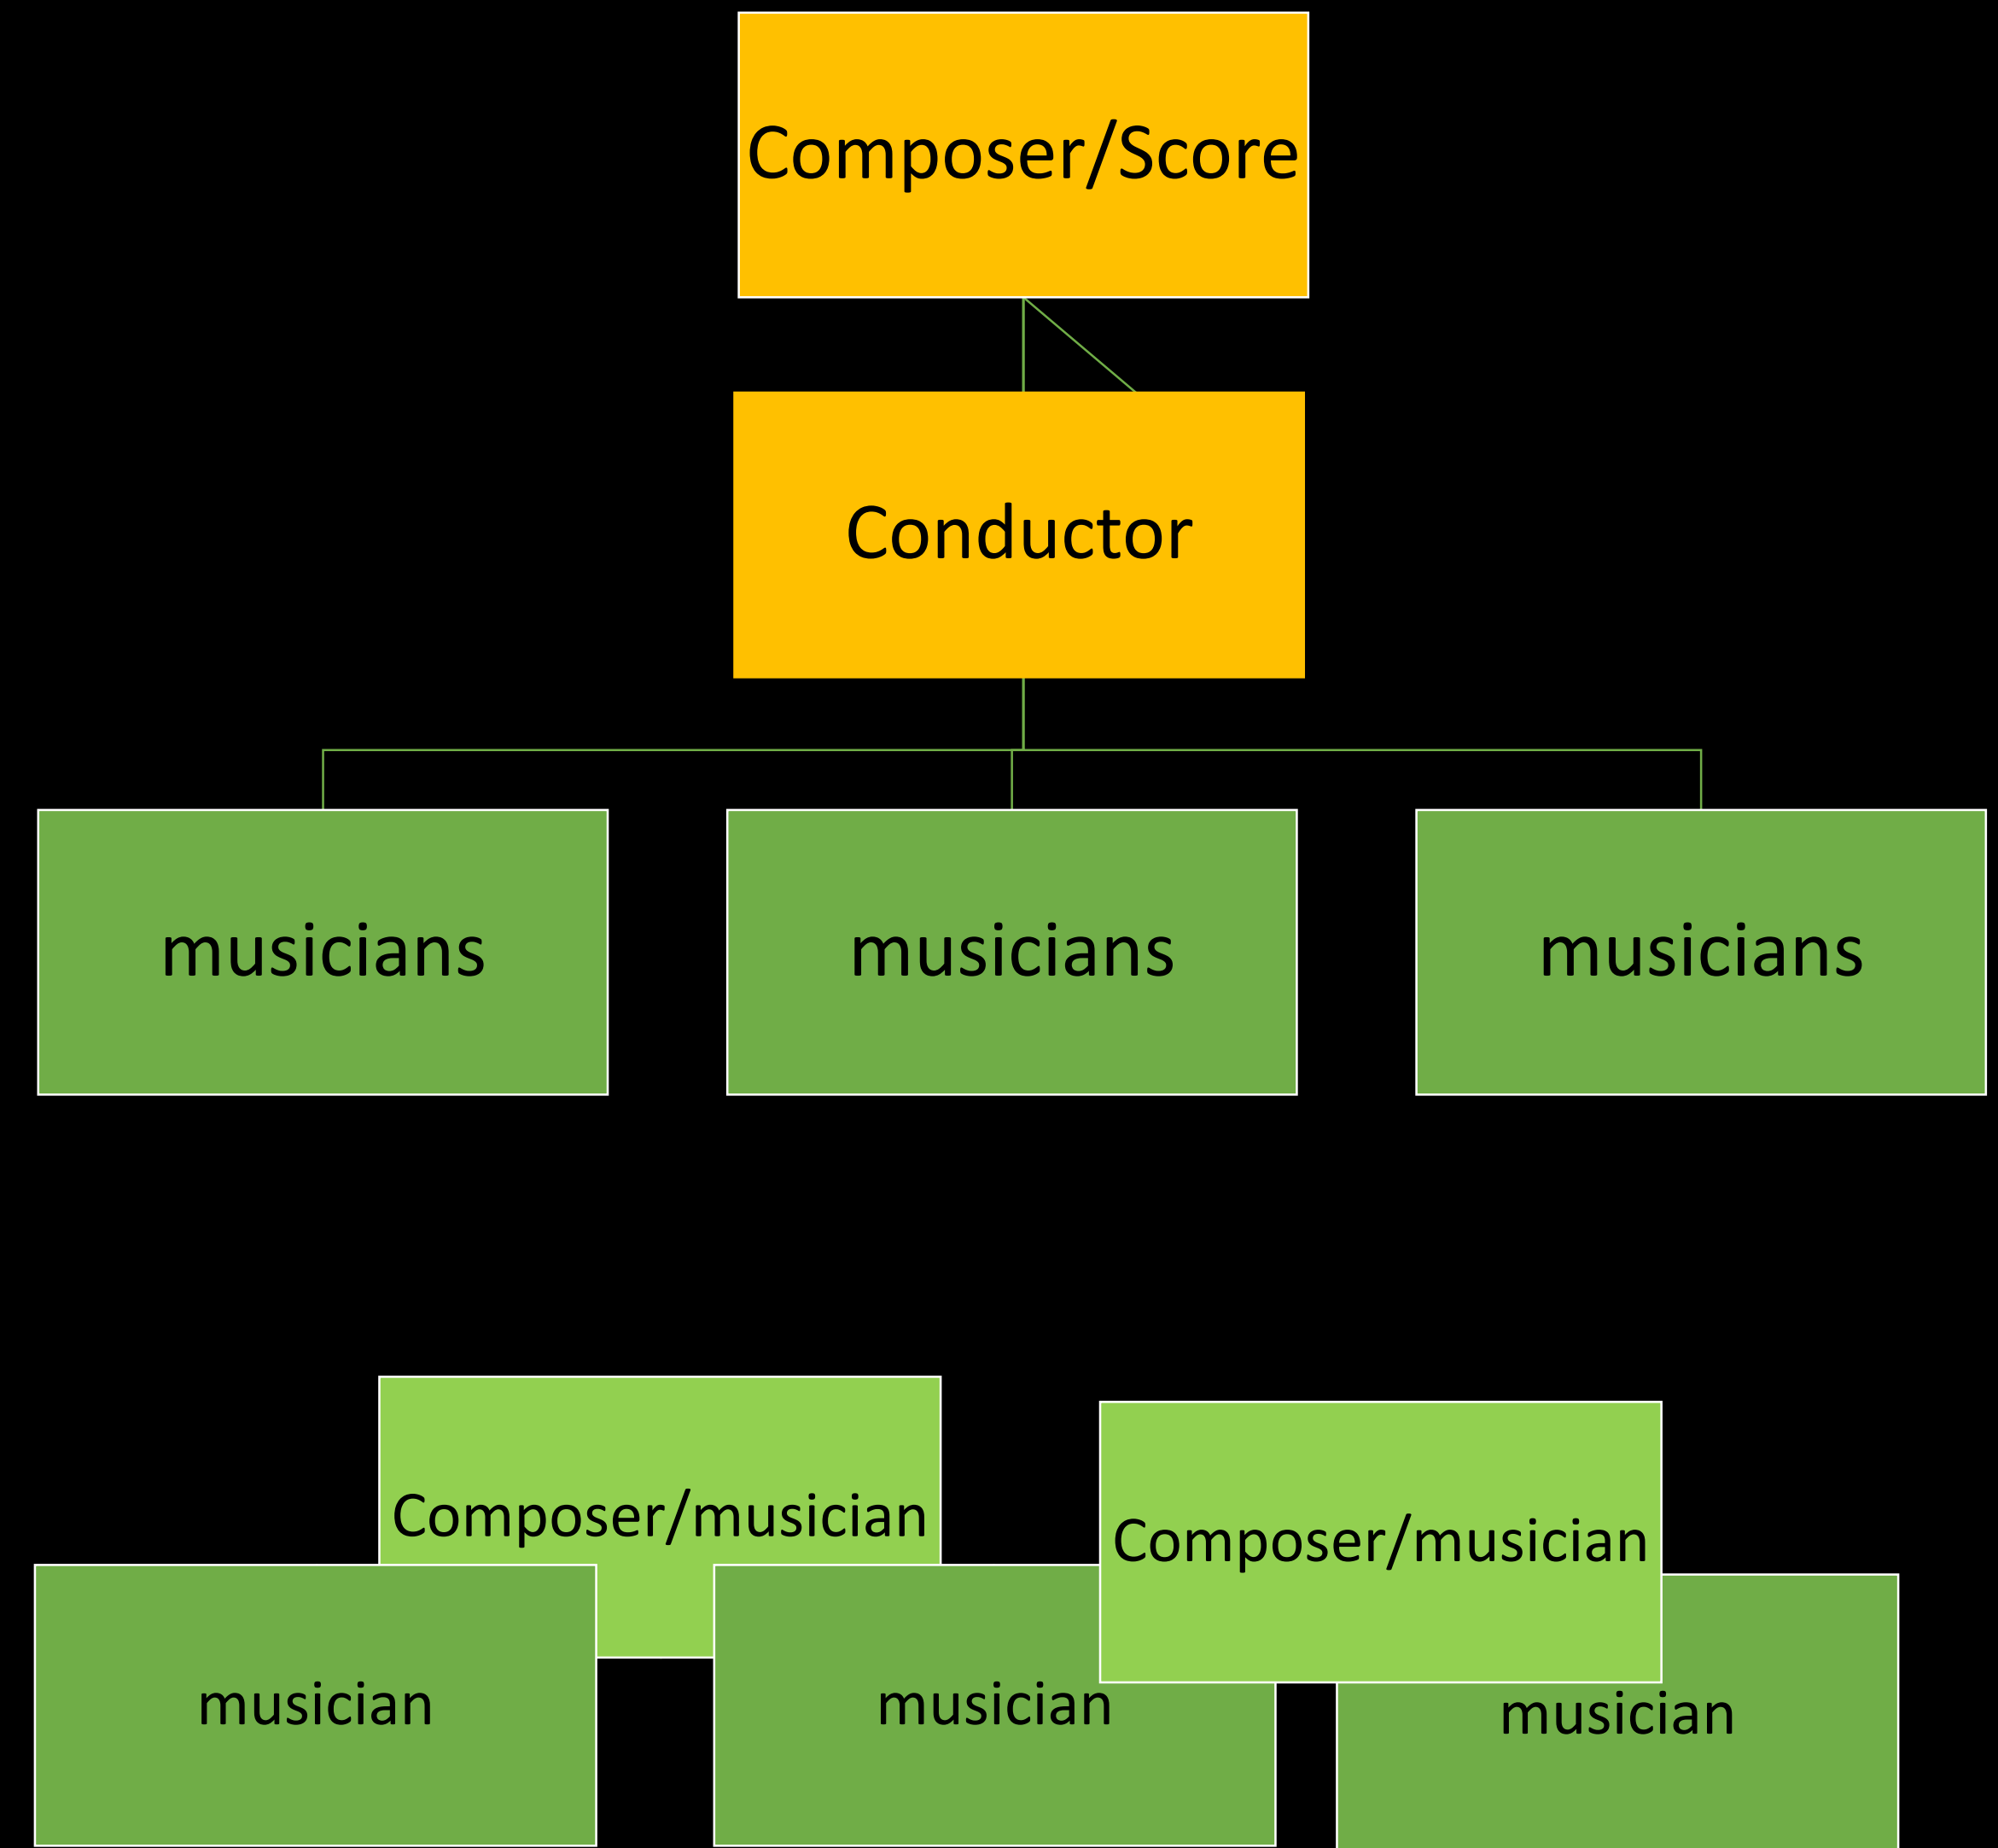 Composer/Score
Conductor
musicians
musicians
musicians
Composer/musician
Composer/musician
musician
musician
musician